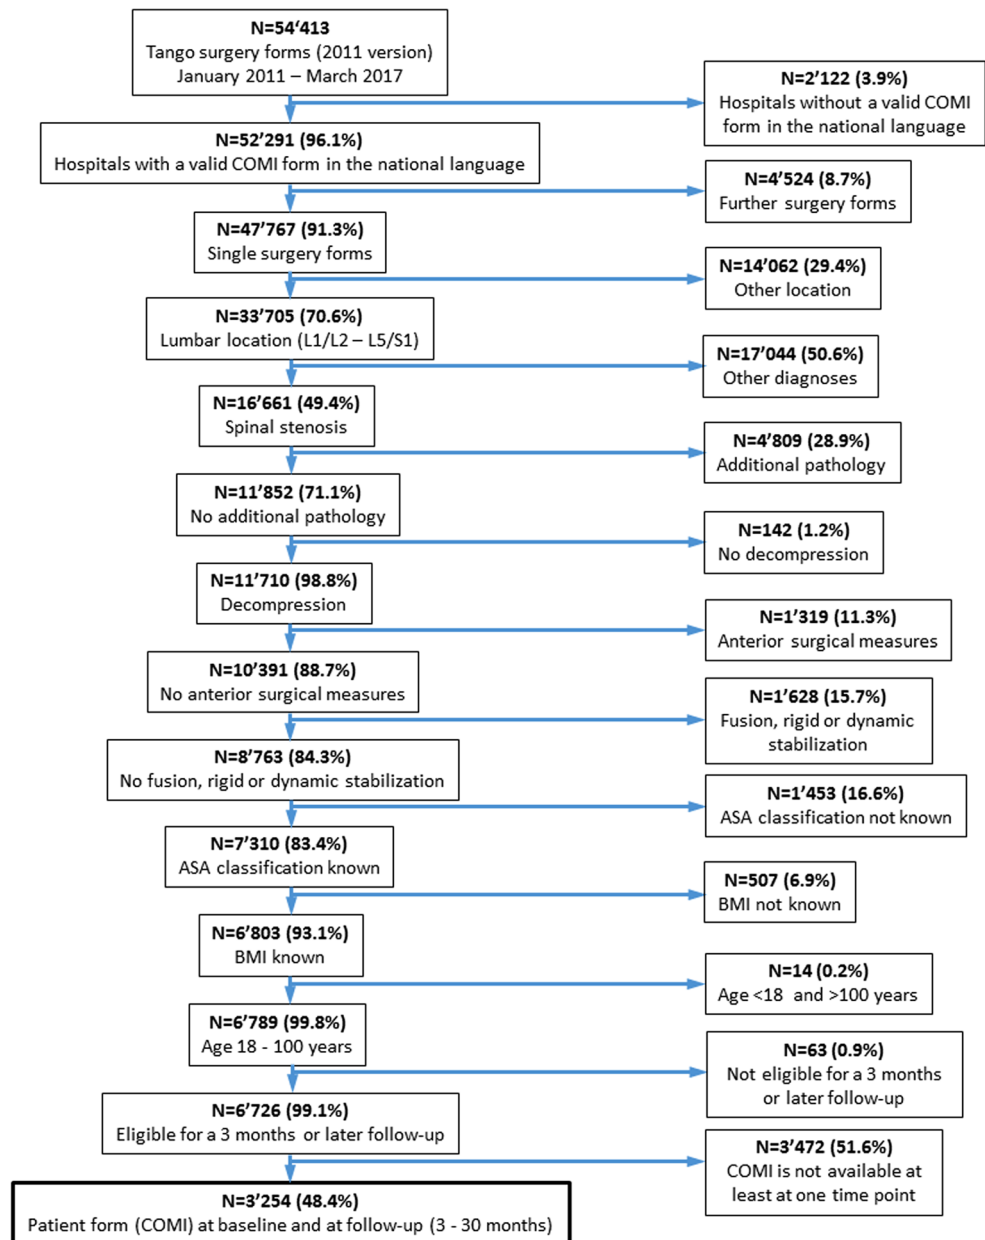 N=54‘413
Tango surgery forms (2011 version)
January 2011 – March 2017
N=2’122 (3.9%)
Hospitals without a valid COMI
form in the national language
N=52’291 (96.1%)
Hospitals with a valid COMI form in the national language
N=4’524 (8.7%)
Further surgery forms
N=47’767 (91.3%)
Single surgery forms
N=14’062 (29.4%)
Other location
N=33’705 (70.6%)
Lumbar location (L1/L2 – L5/S1)
N=17’044 (50.6%)
Other diagnoses
N=16’661 (49.4%)
Spinal stenosis
N=4’809 (28.9%)
Additional pathology
N=11’852 (71.1%)
No additional pathology
N=142 (1.2%)
No decompression
N=11’710 (98.8%)
Decompression
N=1’319 (11.3%)
Anterior surgical measures
N=10’391 (88.7%)
No anterior surgical measures
N=1’628 (15.7%)
Fusion, rigid or dynamic
stabilization
N=8’763 (84.3%)
No fusion, rigid or dynamic stabilization
N=1’453 (16.6%)
ASA classification not known
N=7’310 (83.4%)
ASA classification known
N=507 (6.9%)
BMI not known
N=6’803 (93.1%)
BMI known
N=14 (0.2%)
Age <18 and >100 years
N=6’789 (99.8%)
Age 18 - 100 years
N=63 (0.9%)
Not eligible for a 3 months
or later follow-up
N=6’726 (99.1%)
Eligible for a 3 months or later follow-up
N=3’472 (51.6%)
COMI is not available at
least at one time point
N=3’254 (48.4%)
Patient form (COMI) at baseline and at follow-up (3 - 30 months)